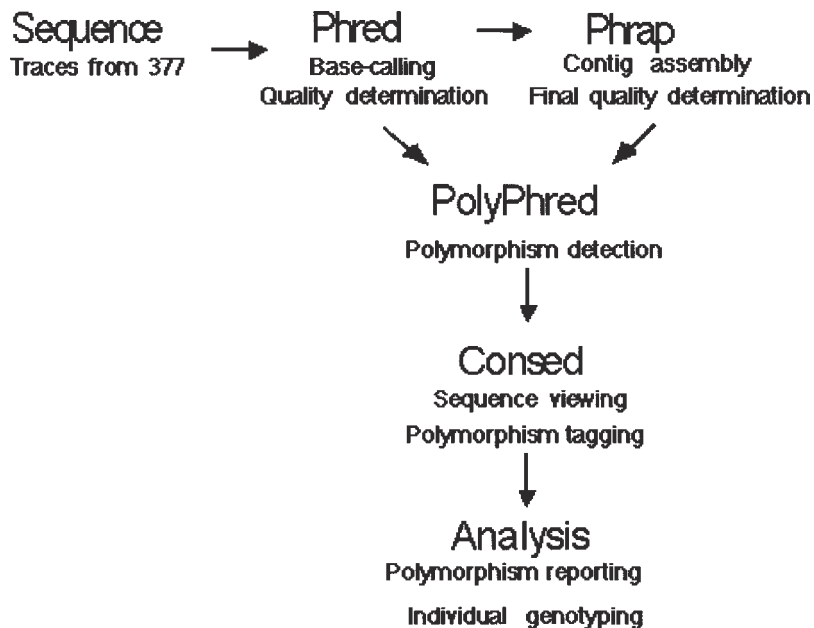 Sequence
Traces from 377
Phred
Base-calling
Quality determination
Phrap
Contig assembly
Final quality determination
PolyPhred
Polymorphism detection
Consed
Sequence viewing
Polymorphism tagging
Analysis
Polymorphism reporting
Individual genotyping